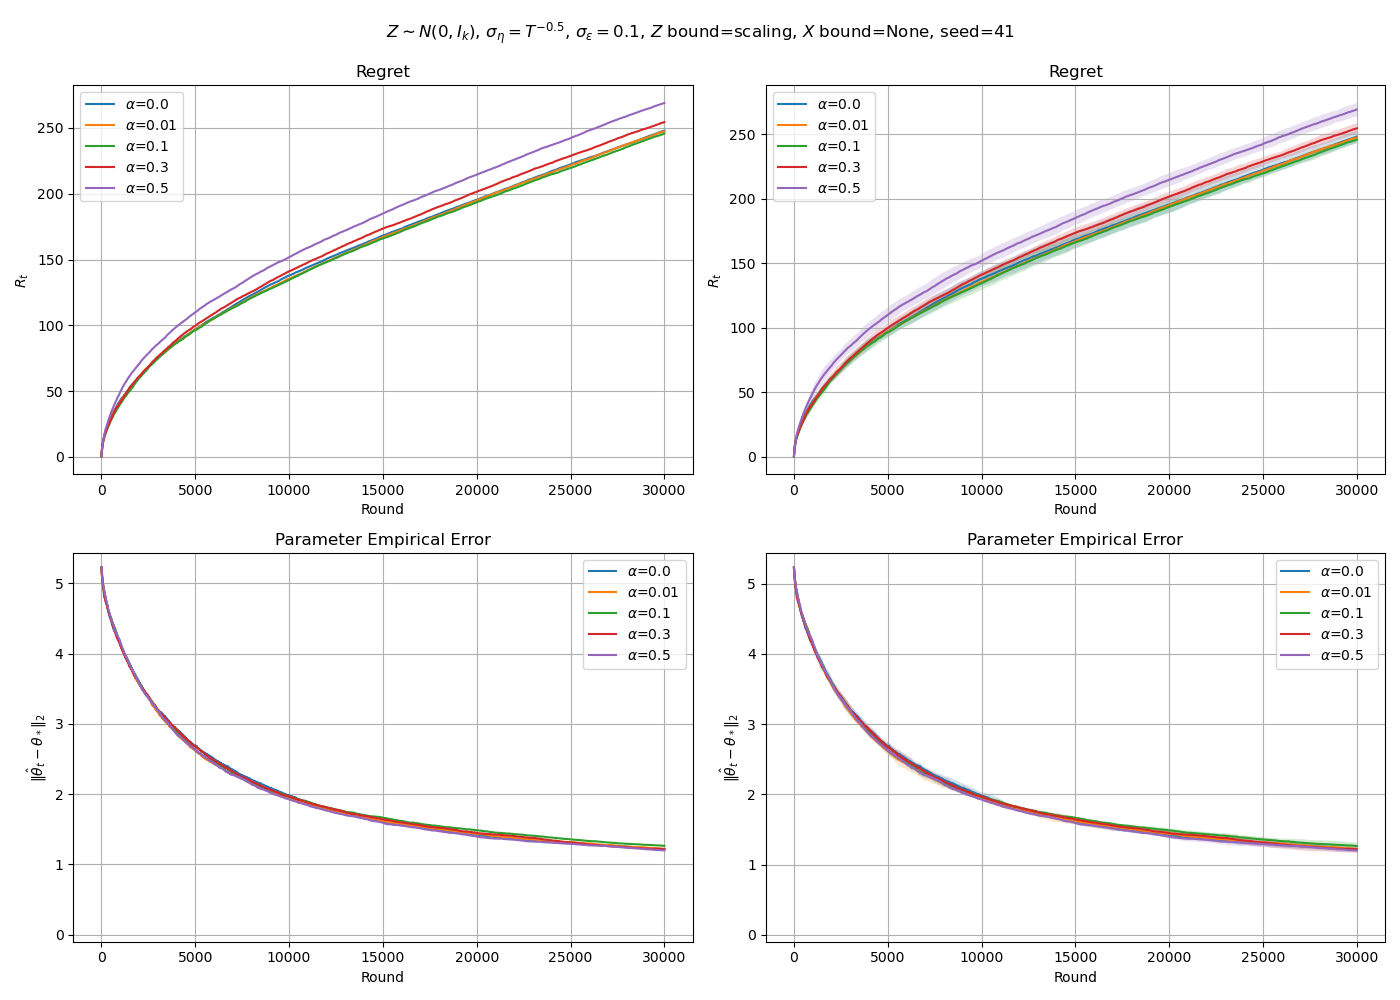 Z ~ N(0, I_k), σ_η = T^{-0.5}, σ_ε = 0.1, Z bound=scaling, X bound=None, seed=41
Regret
α=0.0
α=0.01
α=0.1
α=0.3
α=0.5
250
200
150
100
50
0
R_t
0 5000 10000 15000 20000 25000 30000
Round
Regret
α=0.0
α=0.01
α=0.1
α=0.3
α=0.5
250
200
150
100
50
0
R_t
0 5000 10000 15000 20000 25000 30000
Round
Parameter Empirical Error
α=0.0
α=0.01
α=0.1
α=0.3
α=0.5
5
4
3
2
1
0
‖θ̂_t − θ_*‖_2
0 5000 10000 15000 20000 25000 30000
Round
Parameter Empirical Error
α=0.0
α=0.01
α=0.1
α=0.3
α=0.5
5
4
3
2
1
0
‖θ̂_t − θ_*‖_2
0 5000 10000 15000 20000 25000 30000
Round